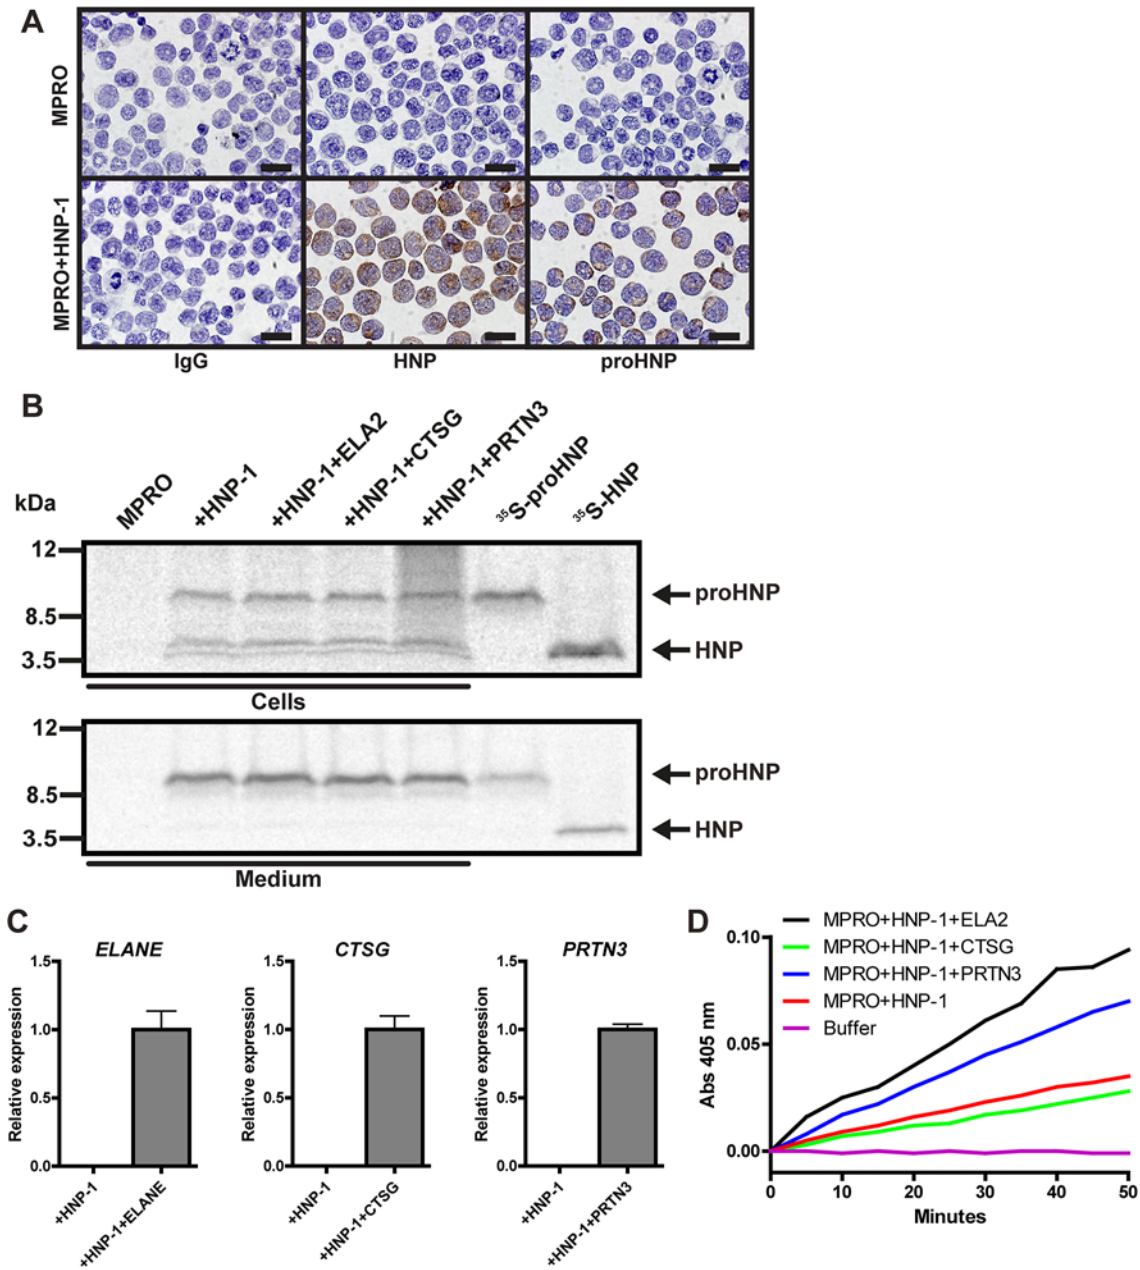 A
MPRO
MPRO+HNP-1
IgG
HNP
proHNP
B
kDa
MPRO
+HNP-1
+HNP-1+ELA2
+HNP-1+CTSG
+HNP-1+PRTN3
35S-proHNP
35S-HNP
12
8.5
3.5
proHNP
HNP
Cells
12
8.5
3.5
proHNP
HNP
Medium
C
ELANE
Relative expression
1.5
1.0
0.5
0.0
+HNP-1
+HNP-1+ELANE
CTSG
Relative expression
1.5
1.0
0.5
0.0
+HNP-1
+HNP-1+CTSG
PRTN3
Relative expression
1.5
1.0
0.5
0.0
+HNP-1
+HNP-1+PRTN3
D
MPRO+HNP-1+ELA2
MPRO+HNP-1+CTSG
MPRO+HNP-1+PRTN3
MPRO+HNP-1
Buffer
Abs 405 nm
0.10
0.05
0.00
0 10 20 30 40 50
Minutes